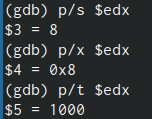 (gdb) p/s $edx
$3 = 8
(gdb) p/x $edx
$4 = 0x8
(gdb) p/t $edx
$5 = 1000